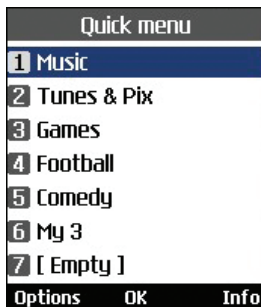 Quick menu
1 Music
2 Tunes & Pix
3 Games
4 Football
5 Comedy
6 My 3
7 [ Empty ]
Options OK Info